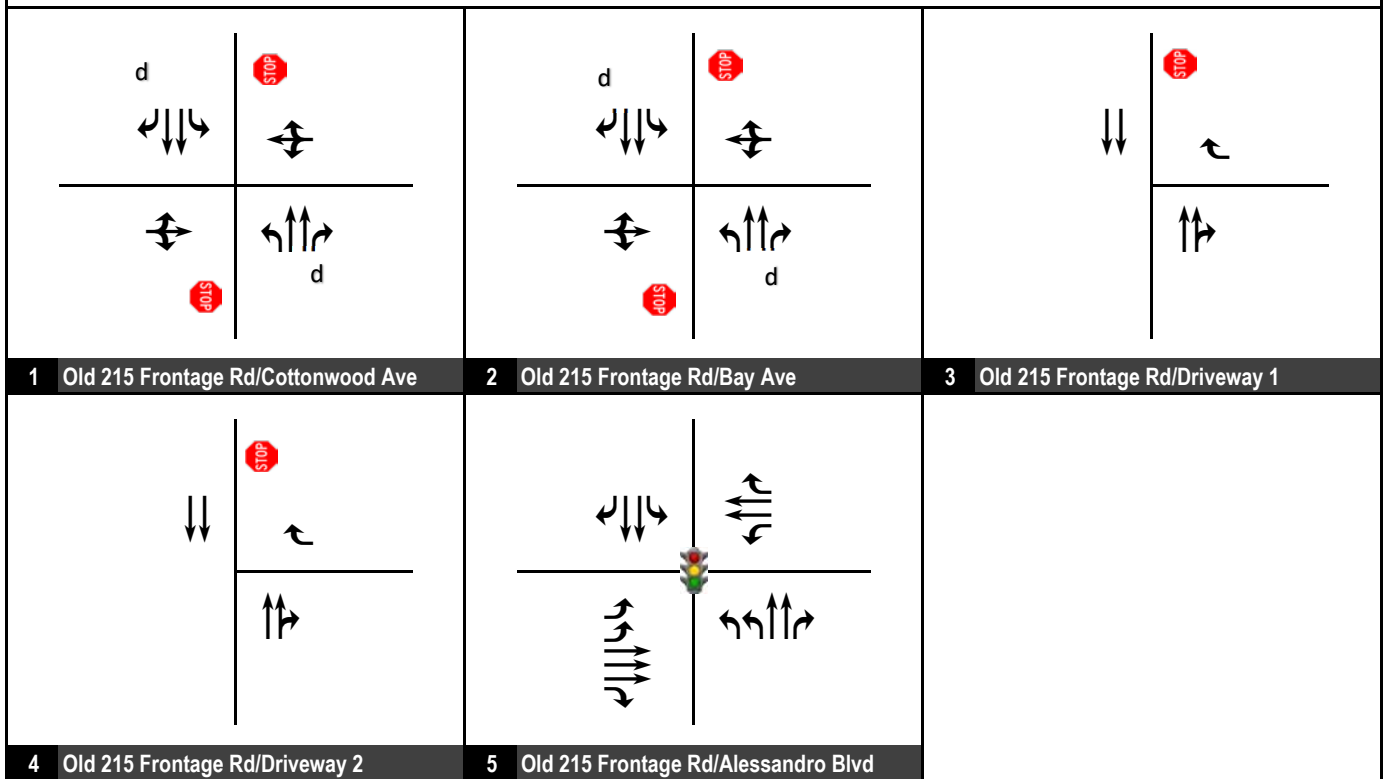 d
STOP
STOP
d
1 Old 215 Frontage Rd/Cottonwood Ave
d
STOP
STOP
d
2 Old 215 Frontage Rd/Bay Ave
STOP
3 Old 215 Frontage Rd/Driveway 1
STOP
4 Old 215 Frontage Rd/Driveway 2
5 Old 215 Frontage Rd/Alessandro Blvd